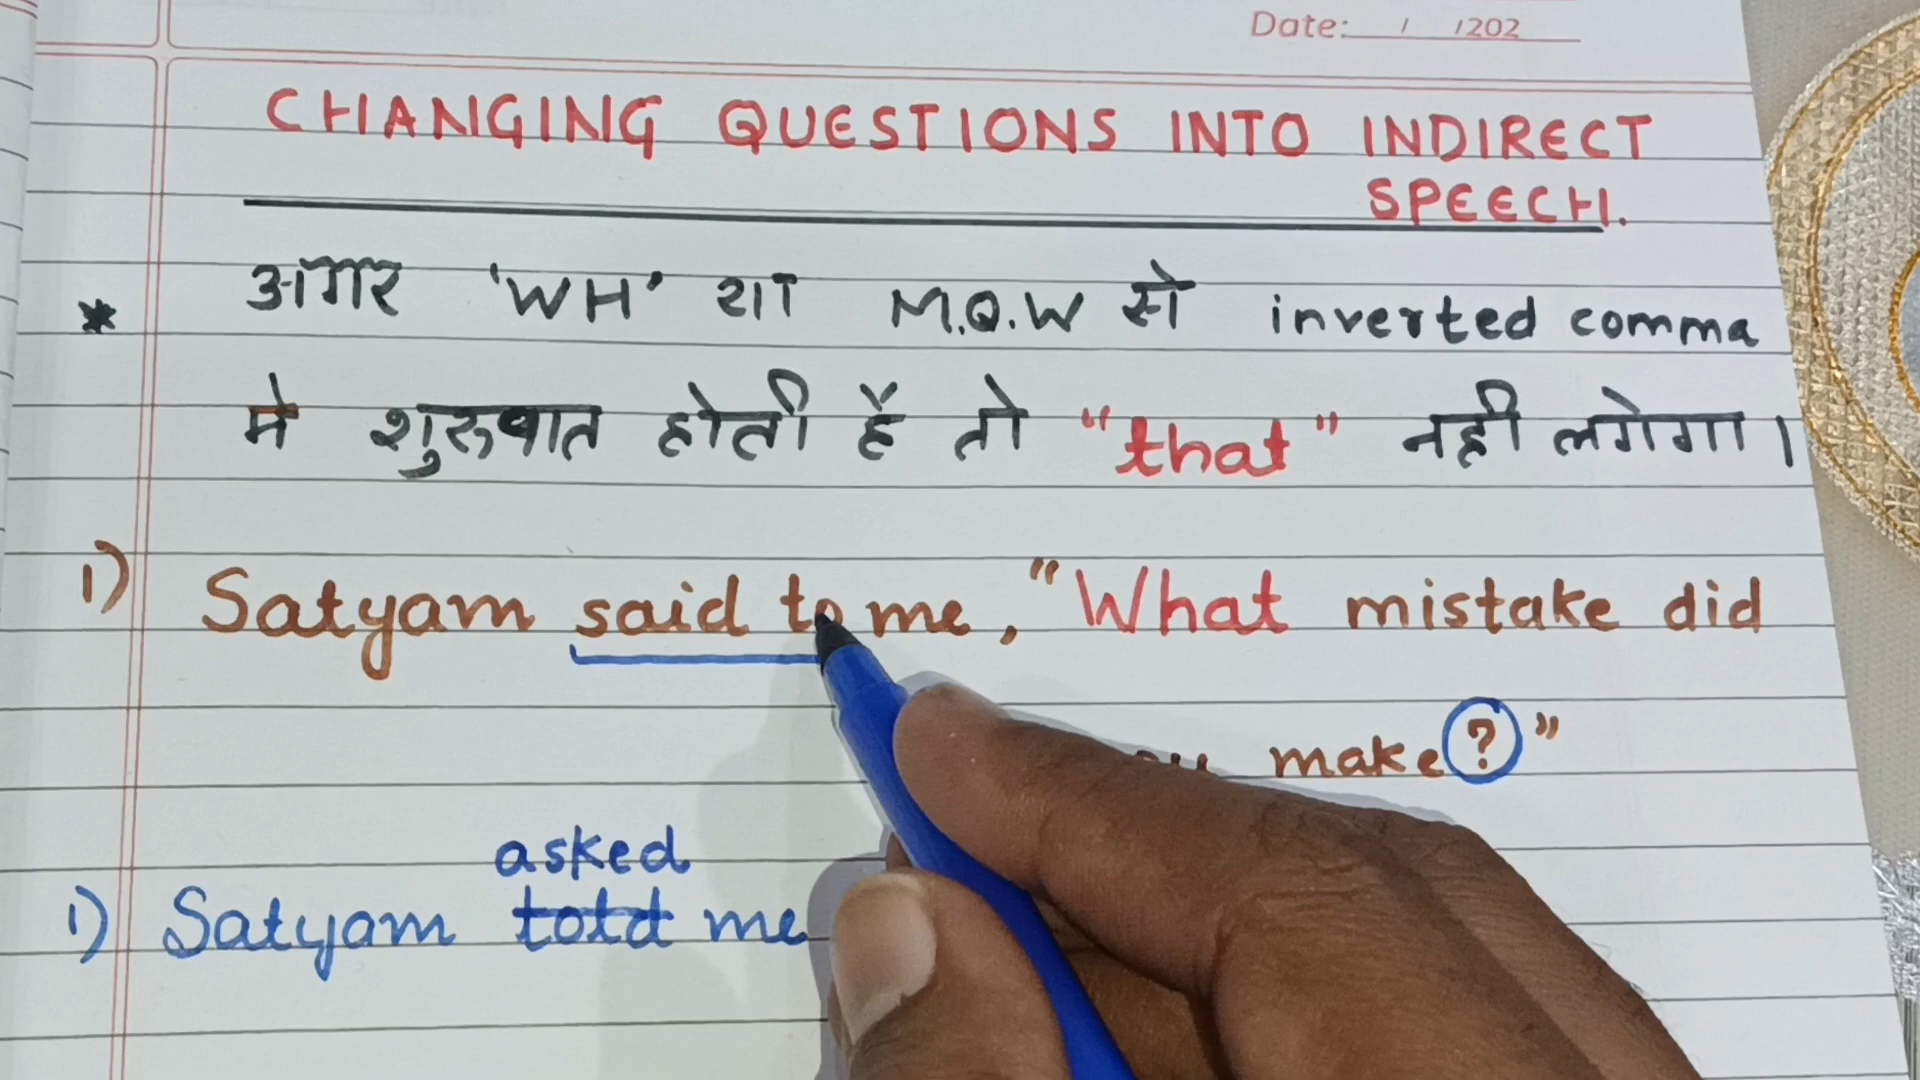 Date: / /202
CHANGING QUESTIONS INTO INDIRECT
SPEECH.
* अगर 'WH' या M.Q.W से inverted comma
मे शुरुवात होती हैं तो "that" नही लगेगा।
1) Satyam said to me, "What mistake did
make?"
asked
1) Satyam told me